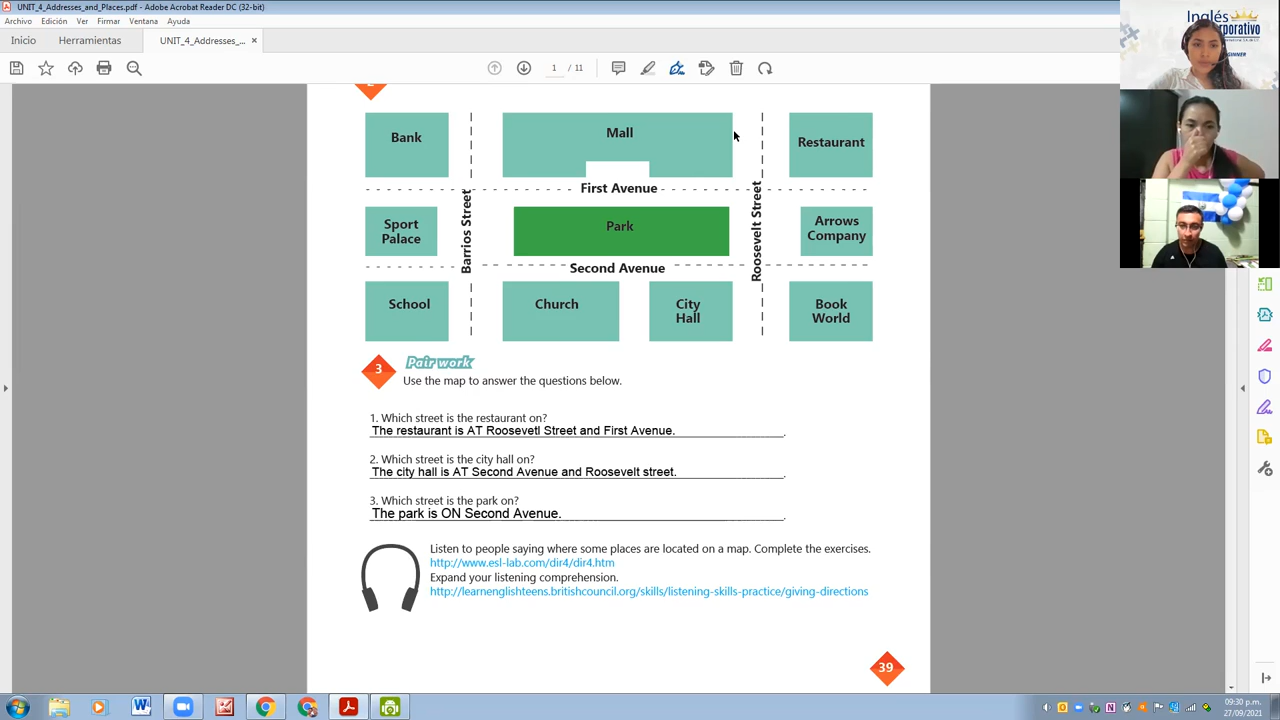 UNIT_4_Addresses_and_Places.pdf - Adobe Acrobat Reader DC (32-bit)
Archivo Edición Ver Firmar Ventana Ayuda
Inicio Herramientas UNIT_4_Addresses_... ×
1 / 11
Bank
Mall
Restaurant
First Avenue
Barrios Street
Roosevelt Street
Sport
Palace
Park
Arrows
Company
Second Avenue
School
Church
City
Hall
Book
World
3
Pair work
Use the map to answer the questions below.
1. Which street is the restaurant on?
The restaurant is AT Roosevetl Street and First Avenue.
2. Which street is the city hall on?
The city hall is AT Second Avenue and Roosevelt street.
3. Which street is the park on?
The park is ON Second Avenue.
Listen to people saying where some places are located on a map. Complete the exercises.
http://www.esl-lab.com/dir4/dir4.htm
Expand your listening comprehension.
http://learnenglishteens.britishcouncil.org/skills/listening-skills-practice/giving-directions
39
Inglés
09:30 p.m.
27/09/2021